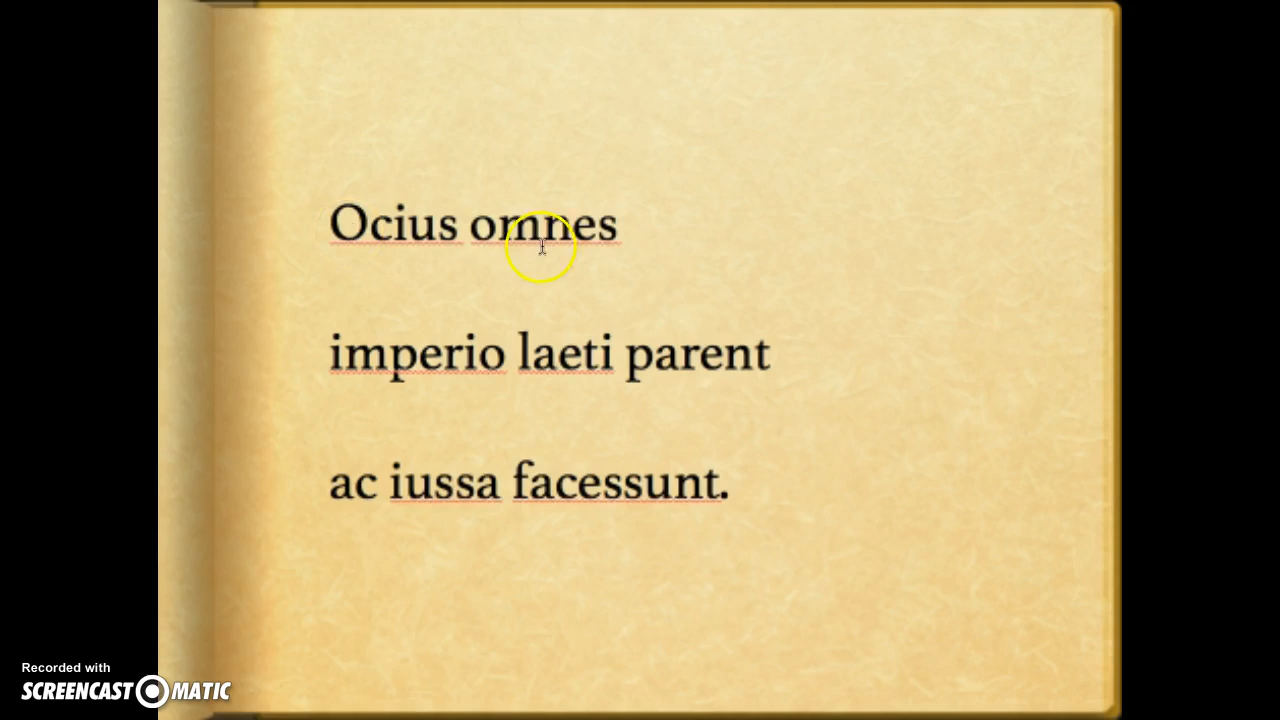 Ocius omnes
imperio laeti parent
ac iussa facessunt.
Recorded with
SCREENCAST MATIC